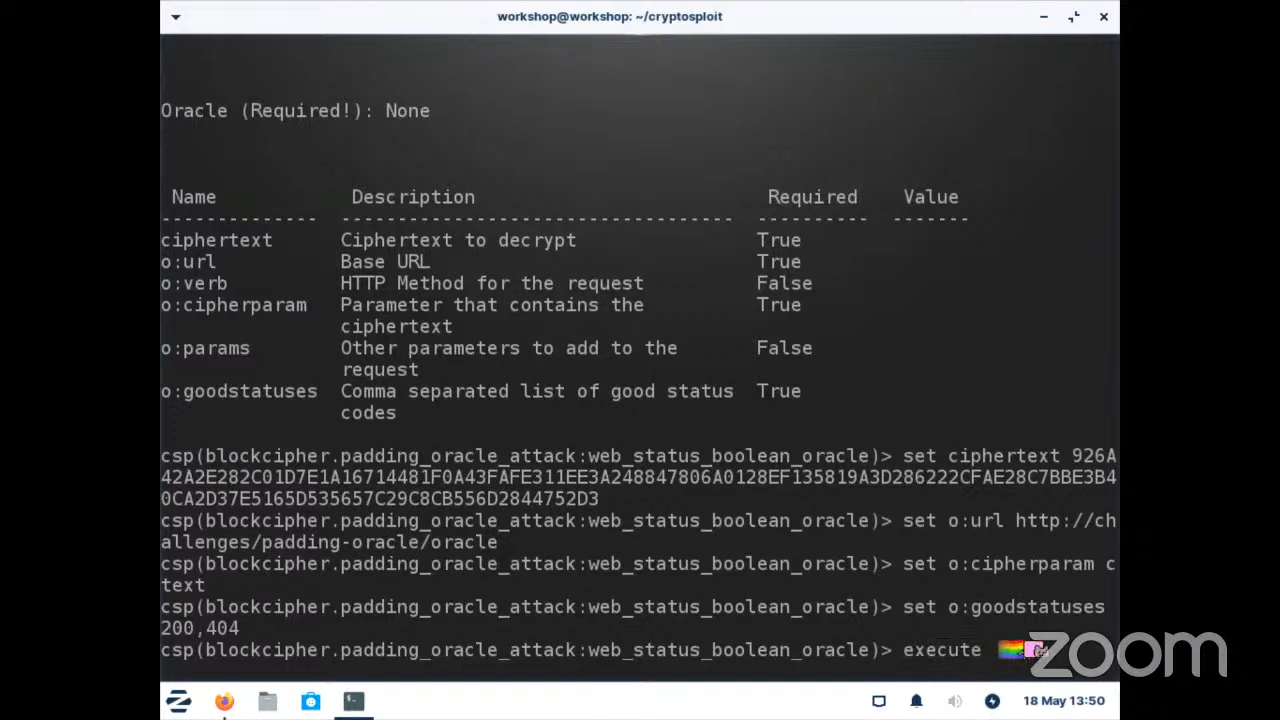 workshop@workshop: ~/cryptosploit
Oracle (Required!): None
Name Description Required Value
-------------- ----------------------------------- ---------- -------
ciphertext Ciphertext to decrypt True
o:url Base URL True
o:verb HTTP Method for the request False
o:cipherparam Parameter that contains the True
ciphertext
o:params Other parameters to add to the False
request
o:goodstatuses Comma separated list of good status True
codes
csp(blockcipher.padding_oracle_attack:web_status_boolean_oracle)> set ciphertext 926A
42A2E282C01D7E1A16714481F0A43FAFE311EE3A248847806A0128EF135819A3D286222CFAE28C7BBE3B4
0CA2D37E5165D535657C29C8CB556D2844752D3
csp(blockcipher.padding_oracle_attack:web_status_boolean_oracle)> set o:url http://ch
allenges/padding-oracle/oracle
csp(blockcipher.padding_oracle_attack:web_status_boolean_oracle)> set o:cipherparam c
text
csp(blockcipher.padding_oracle_attack:web_status_boolean_oracle)> set o:goodstatuses
200,404
csp(blockcipher.padding_oracle_attack:web_status_boolean_oracle)> execute
zoom
18 May 13:50